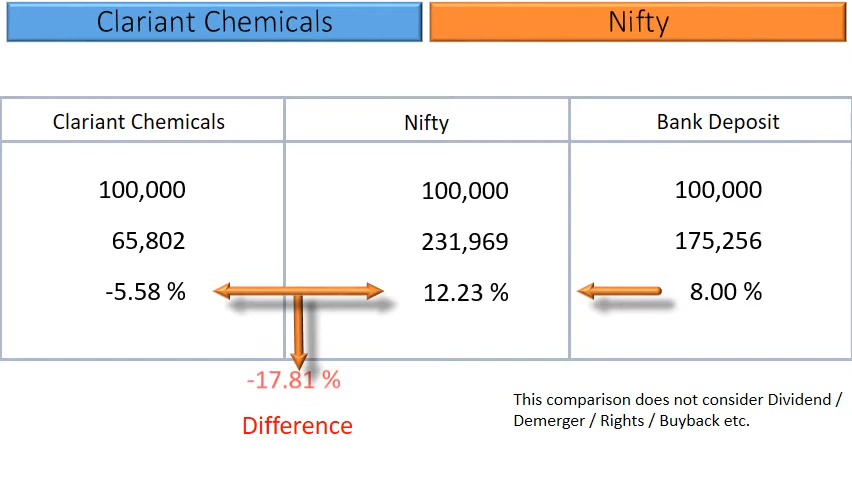 Clariant Chemicals
Nifty
Clariant Chemicals
Nifty
Bank Deposit
100,000
100,000
100,000
65,802
231,969
175,256
-5.58 %
12.23 %
8.00 %
-17.81 %
Difference
This comparison does not consider Dividend /
Demerger / Rights / Buyback etc.